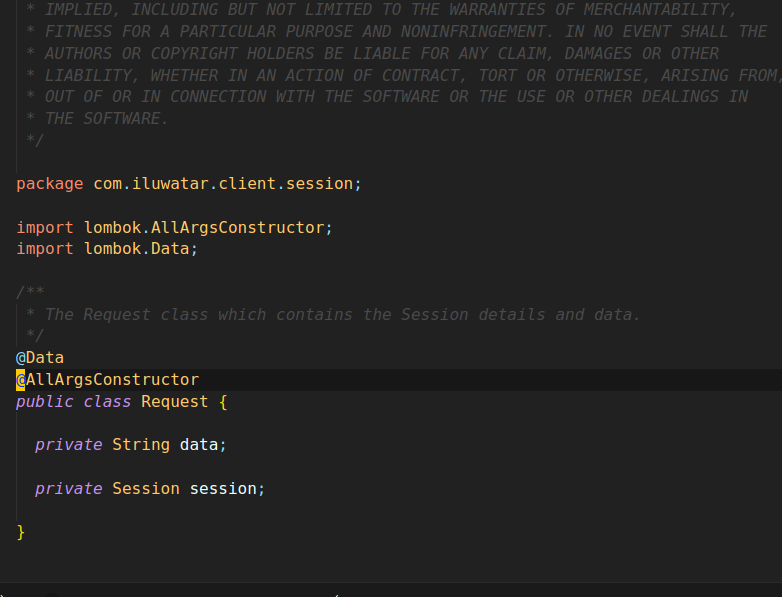 * IMPLIED, INCLUDING BUT NOT LIMITED TO THE WARRANTIES OF MERCHANTABILITY,
* FITNESS FOR A PARTICULAR PURPOSE AND NONINFRINGEMENT. IN NO EVENT SHALL THE
* AUTHORS OR COPYRIGHT HOLDERS BE LIABLE FOR ANY CLAIM, DAMAGES OR OTHER
* LIABILITY, WHETHER IN AN ACTION OF CONTRACT, TORT OR OTHERWISE, ARISING FROM,
* OUT OF OR IN CONNECTION WITH THE SOFTWARE OR THE USE OR OTHER DEALINGS IN
* THE SOFTWARE.
*/
package com.iluwatar.client.session;
import lombok.AllArgsConstructor;
import lombok.Data;
/**
* The Request class which contains the Session details and data.
*/
@Data
@AllArgsConstructor
public class Request {
private String data;
private Session session;
}